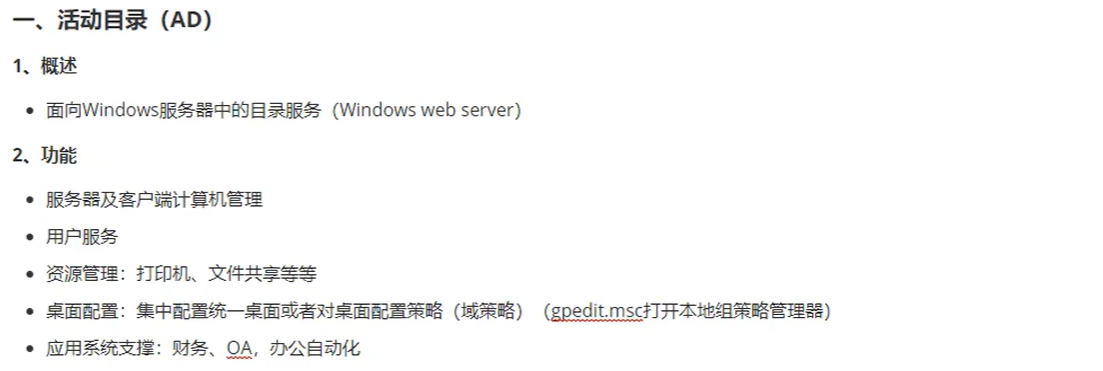 一、活动目录（AD）
1、概述
• 面向Windows服务器中的目录服务（Windows web server）
2、功能
• 服务器及客户端计算机管理
• 用户服务
• 资源管理：打印机、文件共享等等
• 桌面配置：集中配置统一桌面或者对桌面配置策略（域策略）（gpedit.msc打开本地组策略管理器）
• 应用系统支撑：财务、OA，办公自动化